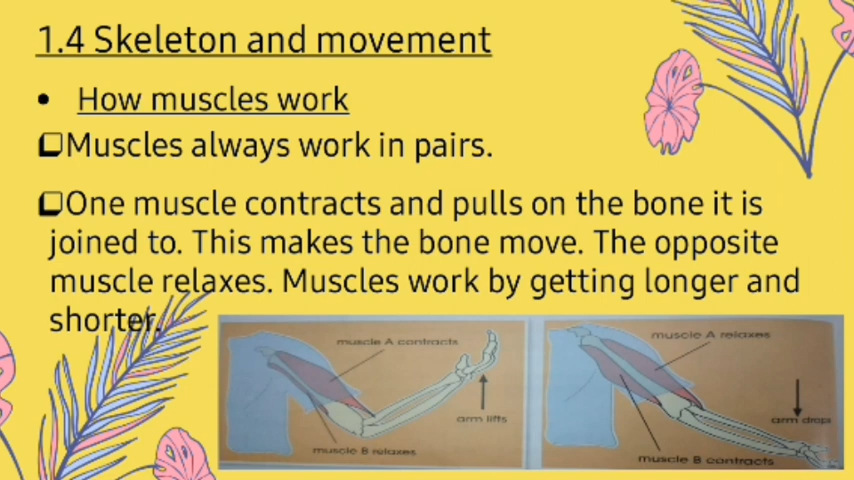 1.4 Skeleton and movement
• How muscles work
❑Muscles always work in pairs.
❑One muscle contracts and pulls on the bone it is
joined to. This makes the bone move. The opposite
muscle relaxes. Muscles work by getting longer and
shorter.
muscle A contracts
arm lifts
muscle B relaxes
muscle A relaxes
arm drops
muscle B contracts